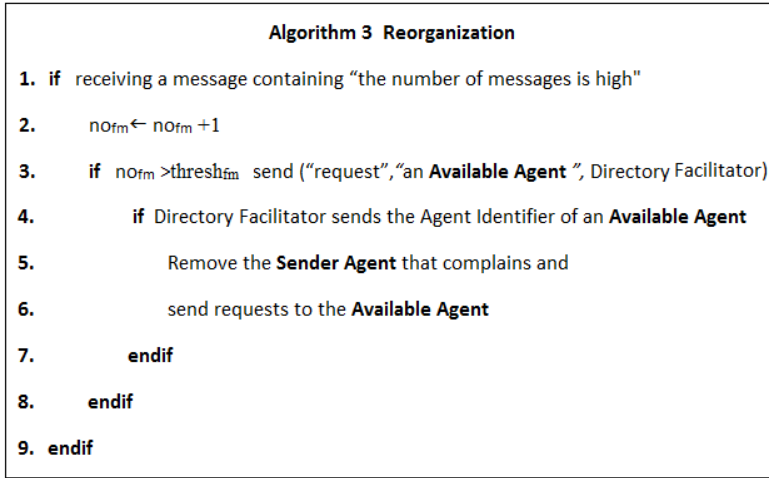 Algorithm 3 Reorganization
1. if receiving a message containing “the number of messages is high"
2. nofm← nofm +1
3. if nofm >threshfm send (“request”,“an Available Agent ”, Directory Facilitator)
4. if Directory Facilitator sends the Agent Identifier of an Available Agent
5. Remove the Sender Agent that complains and
6. send requests to the Available Agent
7. endif
8. endif
9. endif